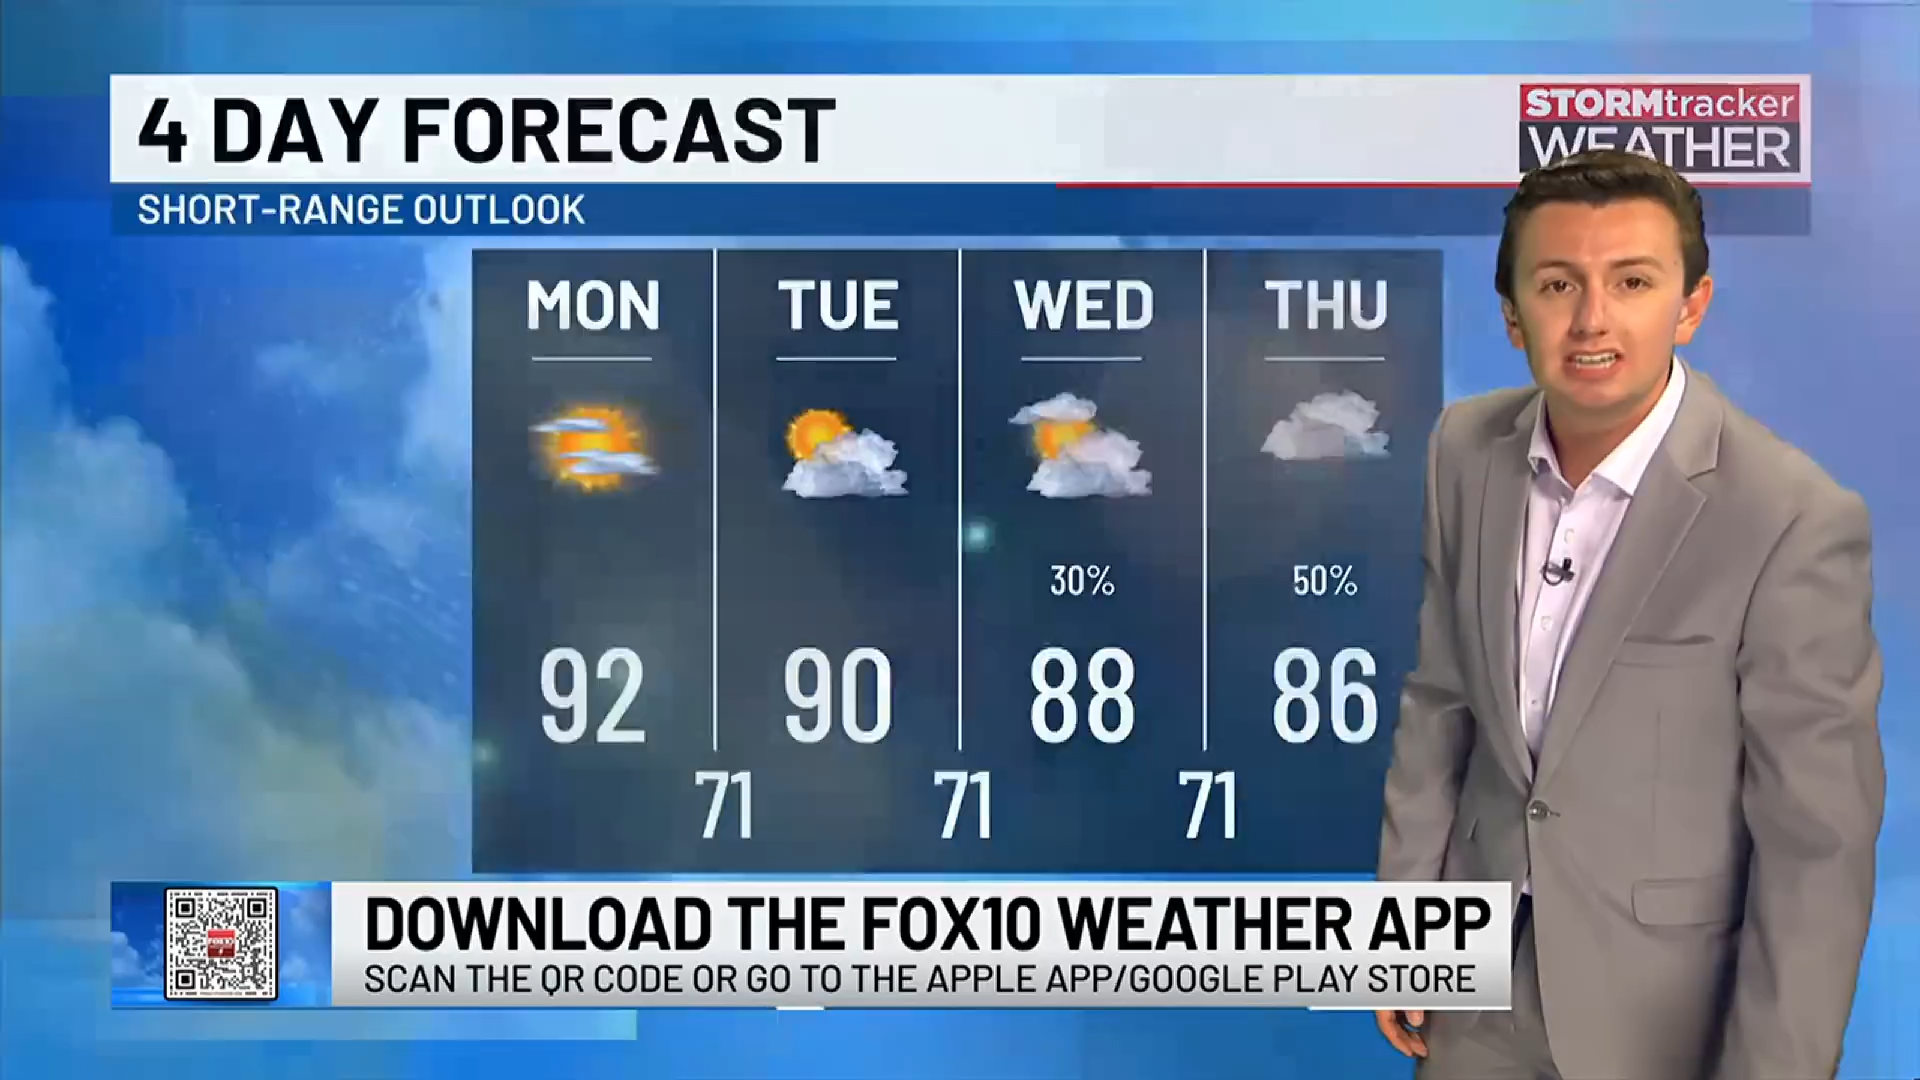 4 DAY FORECAST
STORMtracker
WEATHER
SHORT-RANGE OUTLOOK
MON TUE WED THU
30% 50%
92 90 88 86
71 71 71
DOWNLOAD THE FOX10 WEATHER APP
SCAN THE QR CODE OR GO TO THE APPLE APP/GOOGLE PLAY STORE
FOX10